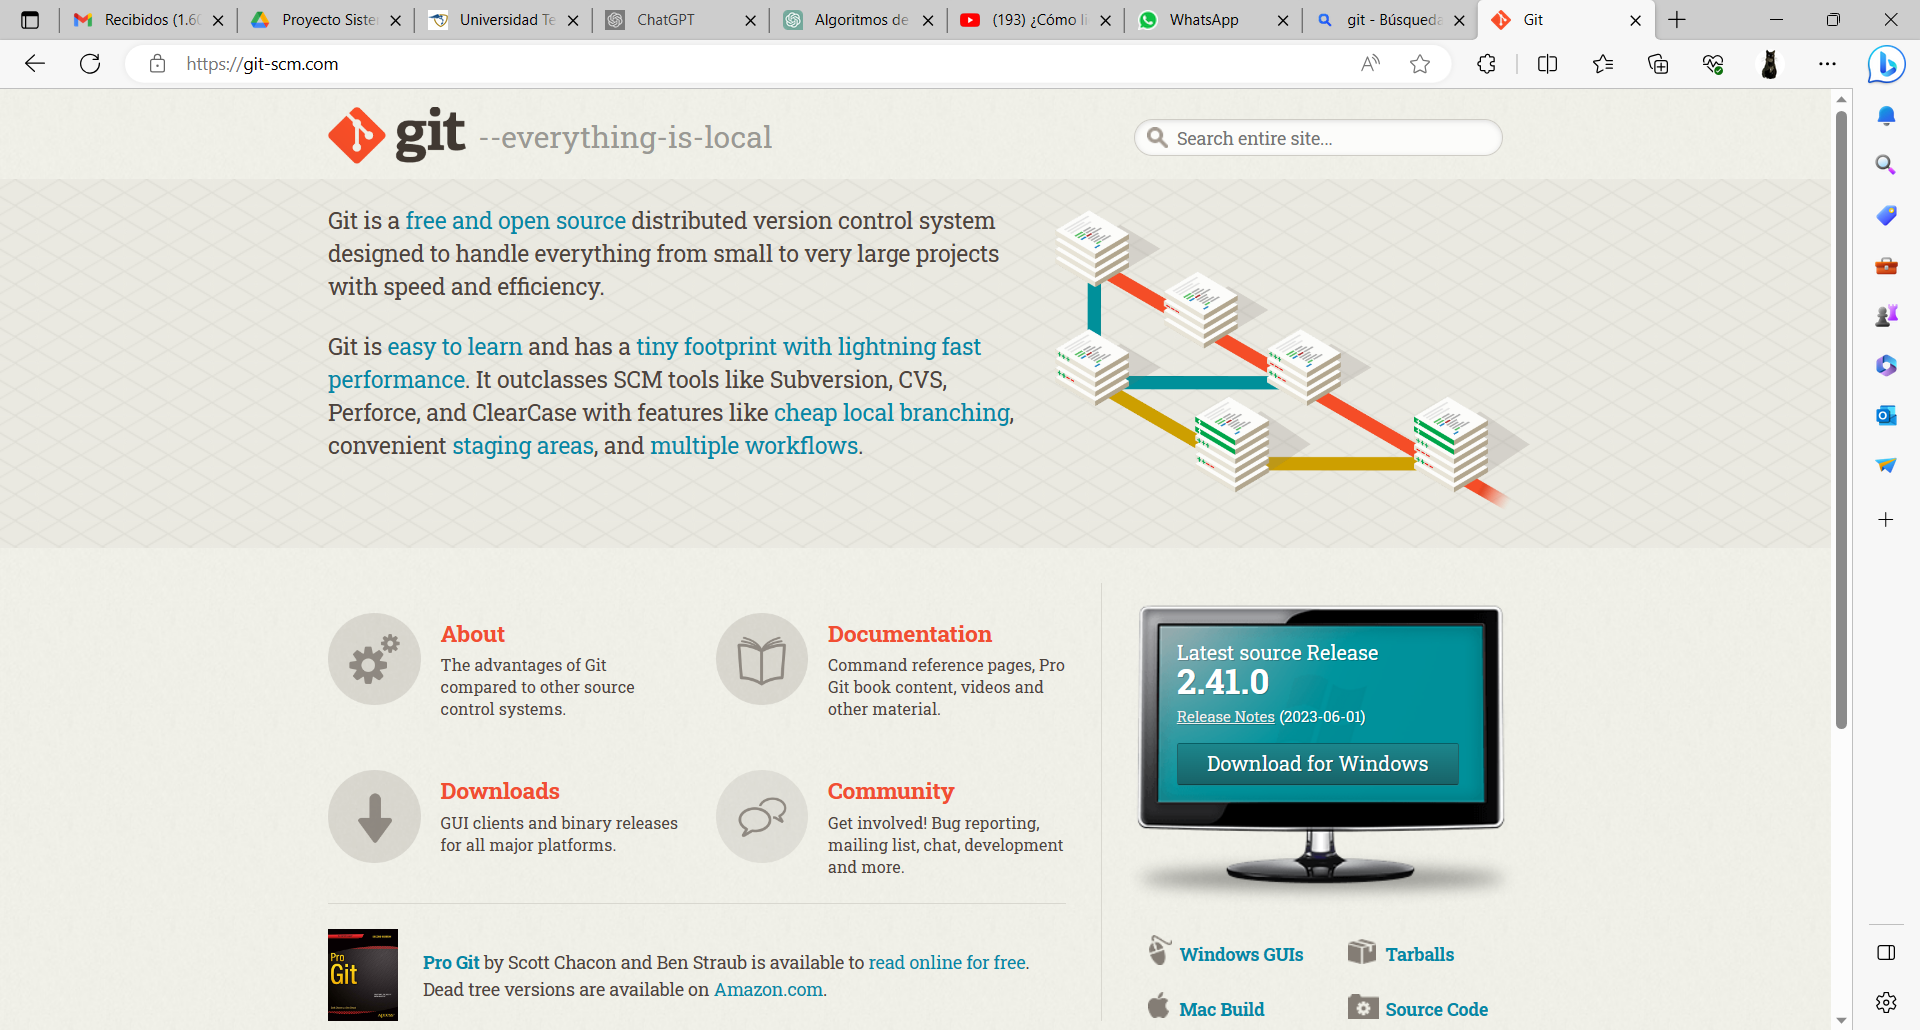 Recibidos (1.60
Proyecto Siste
Universidad Te
ChatGPT
Algoritmos de
(193) ¿Cómo li
WhatsApp
git - Búsqueda
Git
https://git-scm.com
git --everything-is-local
Search entire site...
Git is a free and open source distributed version control system
designed to handle everything from small to very large projects
with speed and efficiency.
Git is easy to learn and has a tiny footprint with lightning fast
performance. It outclasses SCM tools like Subversion, CVS,
Perforce, and ClearCase with features like cheap local branching,
convenient staging areas, and multiple workflows.
About
The advantages of Git
compared to other source
control systems.
Documentation
Command reference pages, Pro
Git book content, videos and
other material.
Downloads
GUI clients and binary releases
for all major platforms.
Community
Get involved! Bug reporting,
mailing list, chat, development
and more.
Pro
Git
Pro Git by Scott Chacon and Ben Straub is available to read online for free.
Dead tree versions are available on Amazon.com.
Latest source Release
2.41.0
Release Notes (2023-06-01)
Download for Windows
Windows GUIs
Tarballs
Mac Build
Source Code